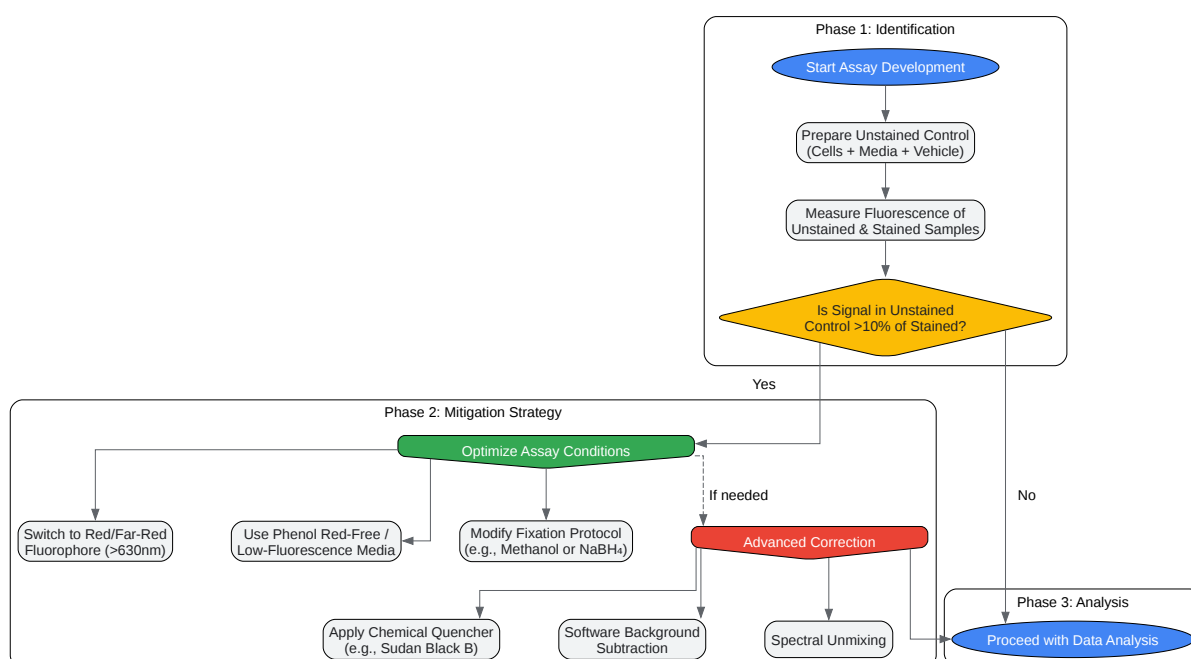 Phase 1: Identification
Start Assay Development
Prepare Unstained Control
(Cells + Media + Vehicle)
Measure Fluorescence of
Unstained & Stained Samples
Is Signal in Unstained
Control >10% of Stained?
Yes
No
Phase 2: Mitigation Strategy
Optimize Assay Conditions
If needed
Switch to Red/Far-Red
Fluorophore (>630nm)
Use Phenol Red-Free /
Low-Fluorescence Media
Modify Fixation Protocol
(e.g., Methanol or NaBH₄)
Advanced Correction
Apply Chemical Quencher
(e.g., Sudan Black B)
Software Background
Subtraction
Spectral Unmixing
Phase 3: Analysis
Proceed with Data Analysis